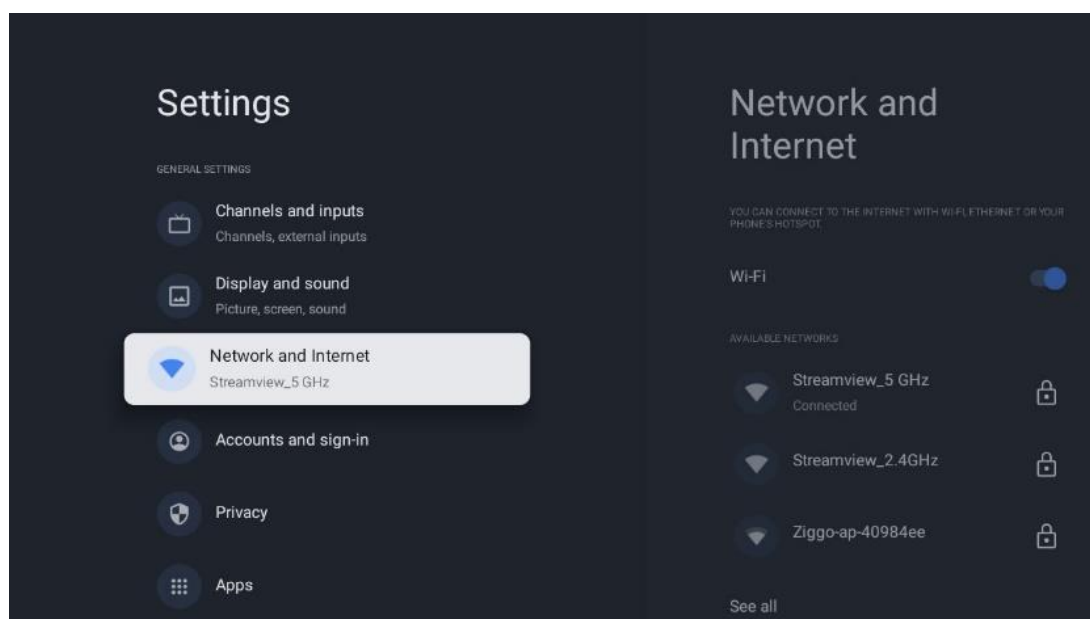 Settings
GENERAL SETTINGS
Channels and inputs
Channels, external inputs
Display and sound
Picture, screen, sound
Network and Internet
Streamview_5 GHz
Accounts and sign-in
Privacy
Apps
Network and
Internet
YOU CAN CONNECT TO THE INTERNET WITH WI-FI, ETHERNET OR YOUR
PHONE'S HOTSPOT.
Wi-Fi
AVAILABLE NETWORKS
Streamview_5 GHz
Connected
Streamview_2.4GHz
Ziggo-ap-40984ee
See all